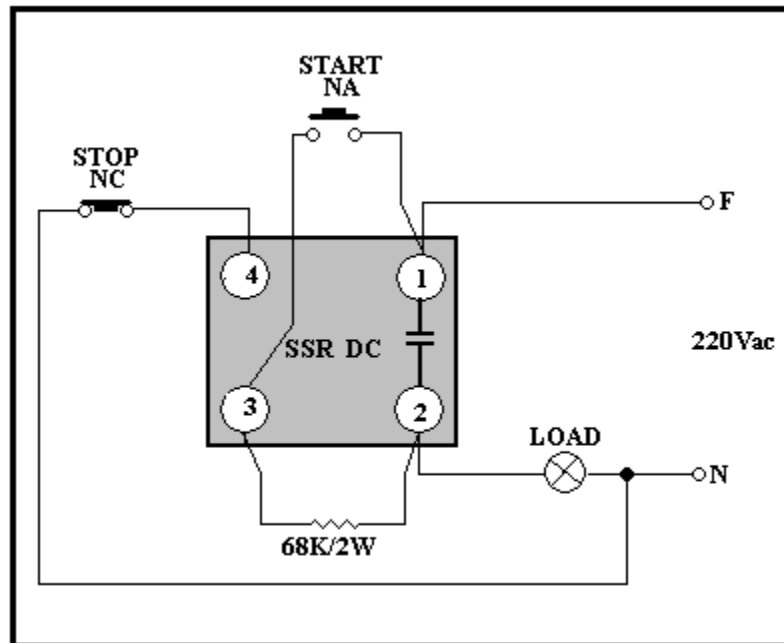 START
NA
STOP
NC
F
4
1
SSR DC
220Vac
3
2
LOAD
N
68K/2W